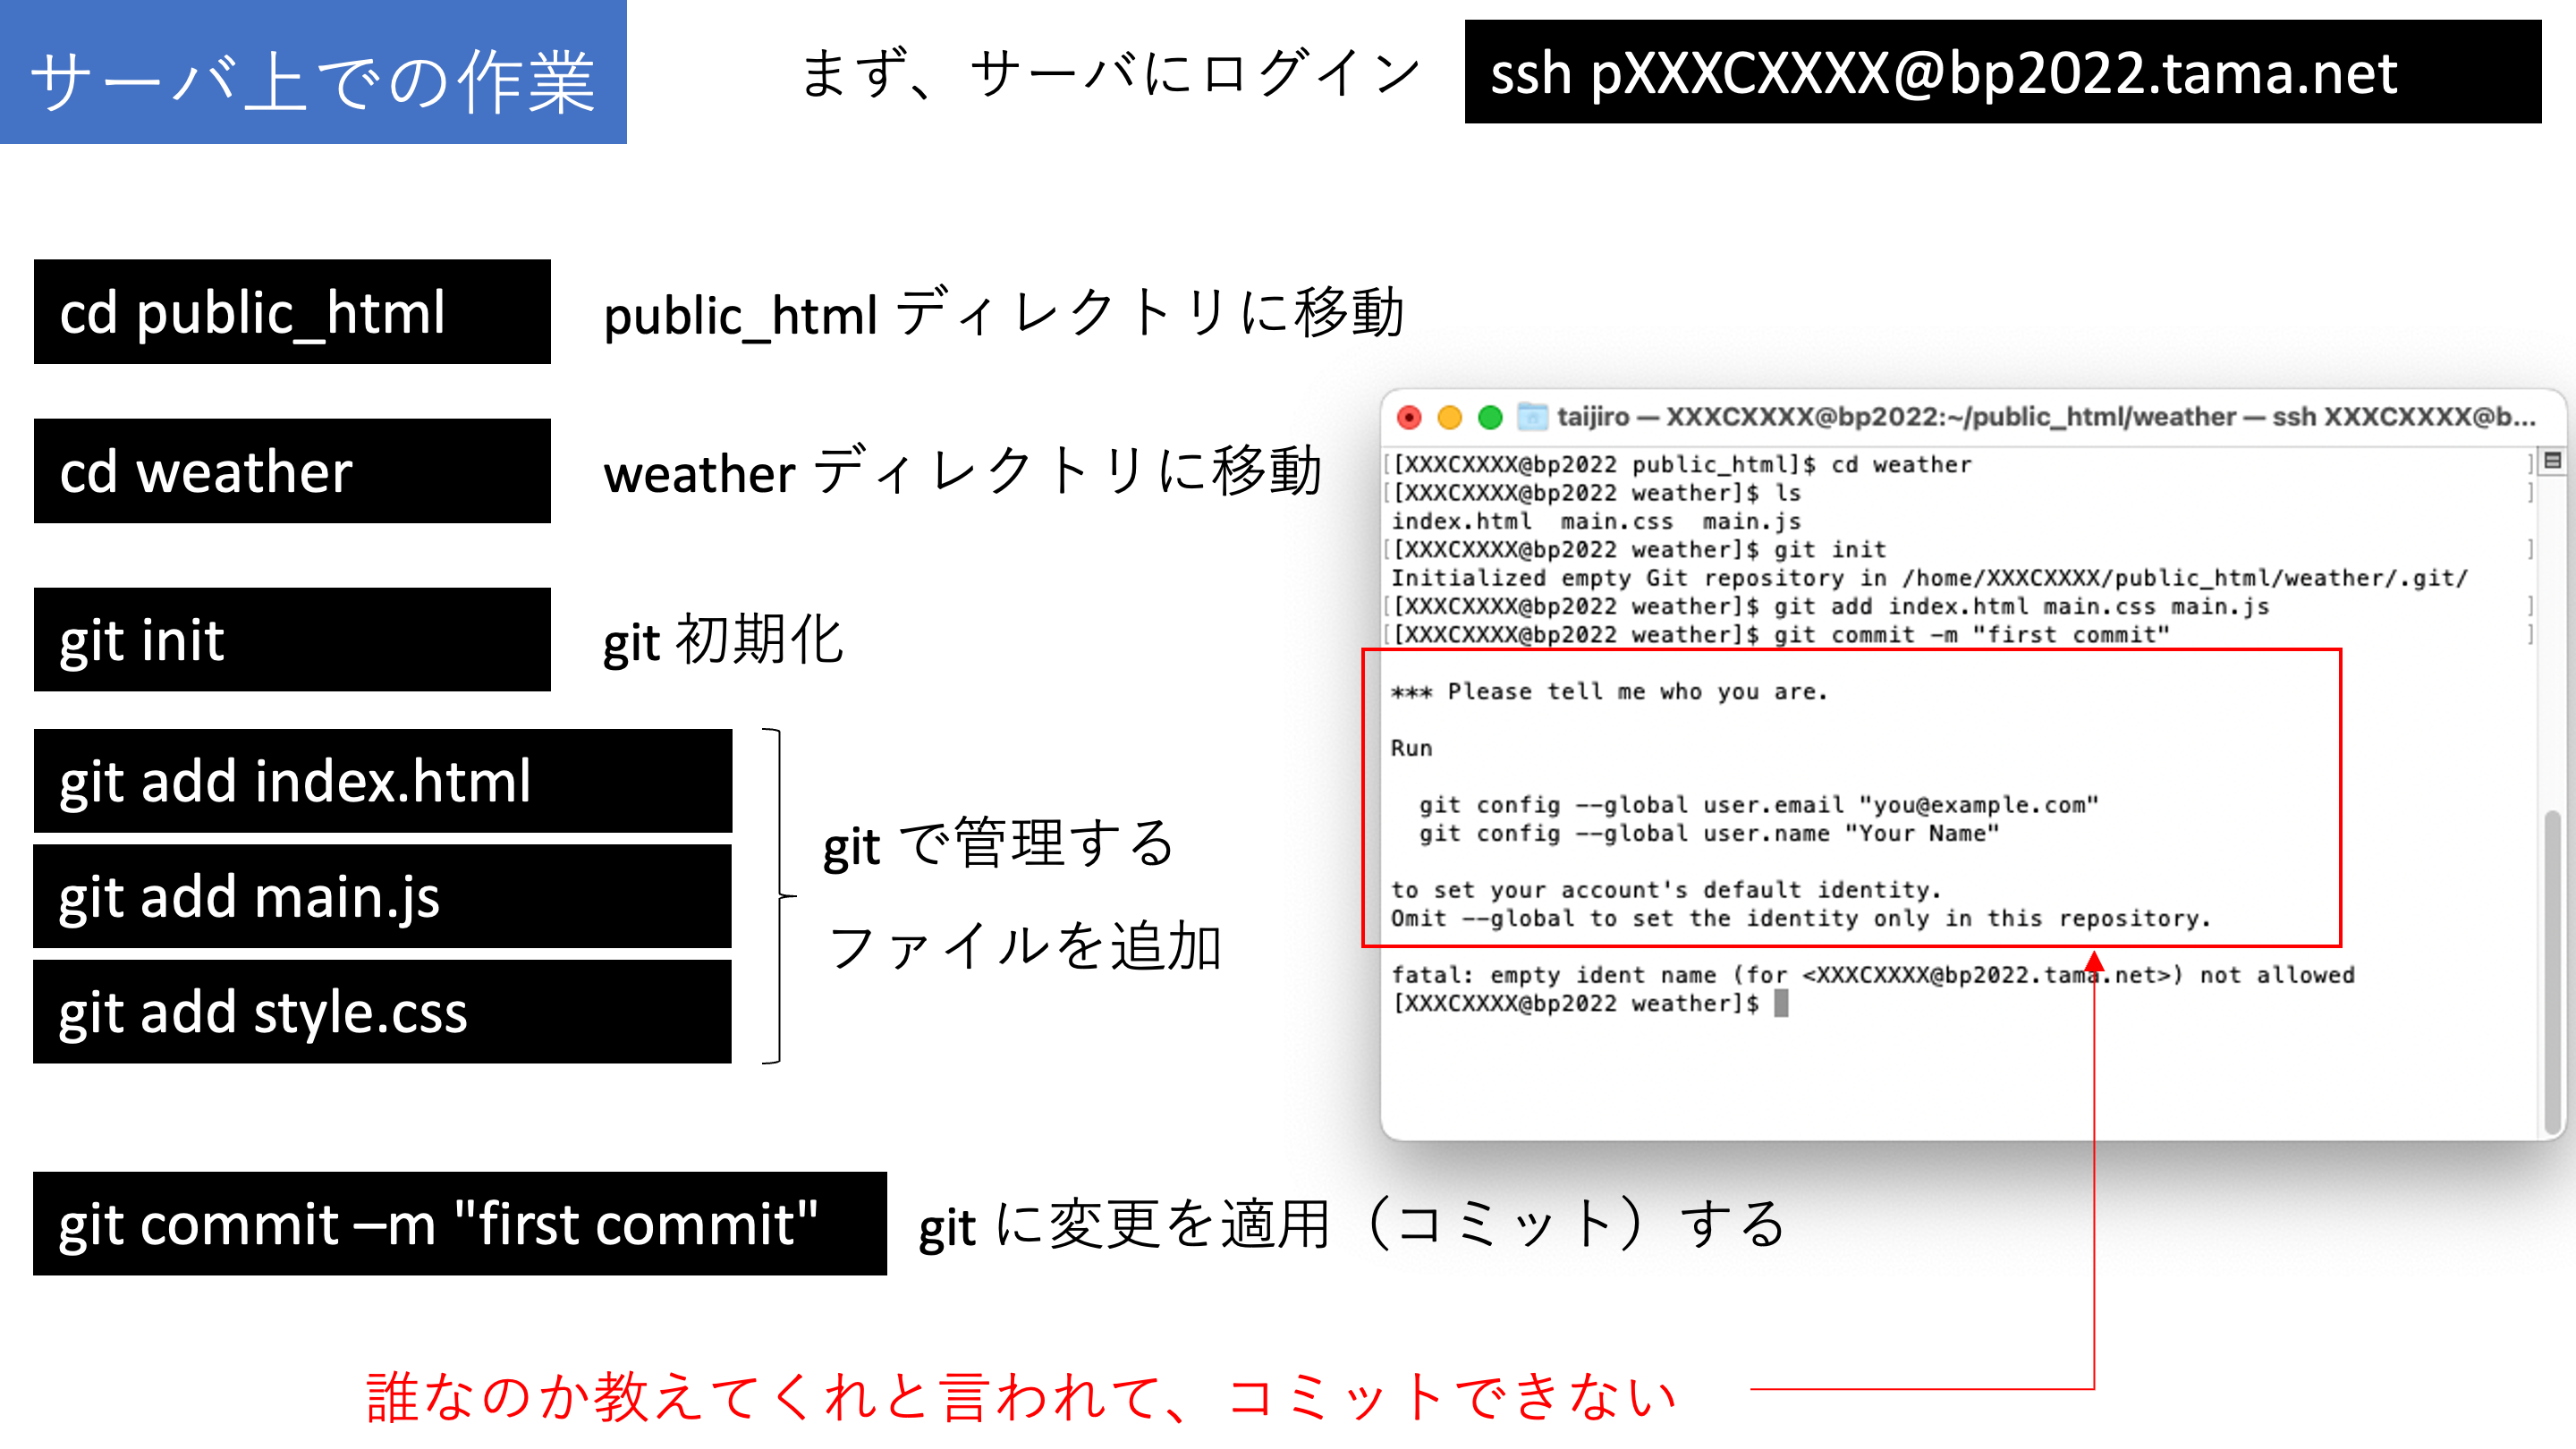 サーバ上での作業
まず、サーバにログイン
ssh pXXXCXXXX@bp2022.tama.net
cd public_html
public_html ディレクトリに移動
cd weather
weather ディレクトリに移動
git init
git 初期化
git add index.html
git add main.js
git add style.css
git で管理する
ファイルを追加
git commit –m "first commit"
git に変更を適用（コミット）する
taijiro — XXXCXXXX@bp2022:~/public_html/weather — ssh XXXCXXXX@b...
[[XXXCXXXX@bp2022 public_html]$ cd weather ]
[[XXXCXXXX@bp2022 weather]$ ls ]
index.html  main.css  main.js
[[XXXCXXXX@bp2022 weather]$ git init ]
Initialized empty Git repository in /home/XXXCXXXX/public_html/weather/.git/
[[XXXCXXXX@bp2022 weather]$ git add index.html main.css main.js ]
[[XXXCXXXX@bp2022 weather]$ git commit -m "first commit" ]
*** Please tell me who you are.
Run
git config --global user.email "you@example.com"
git config --global user.name "Your Name"
to set your account's default identity.
Omit --global to set the identity only in this repository.
fatal: empty ident name (for <XXXCXXXX@bp2022.tama.net>) not allowed
[XXXCXXXX@bp2022 weather]$
誰なのか教えてくれと言われて、コミットできない